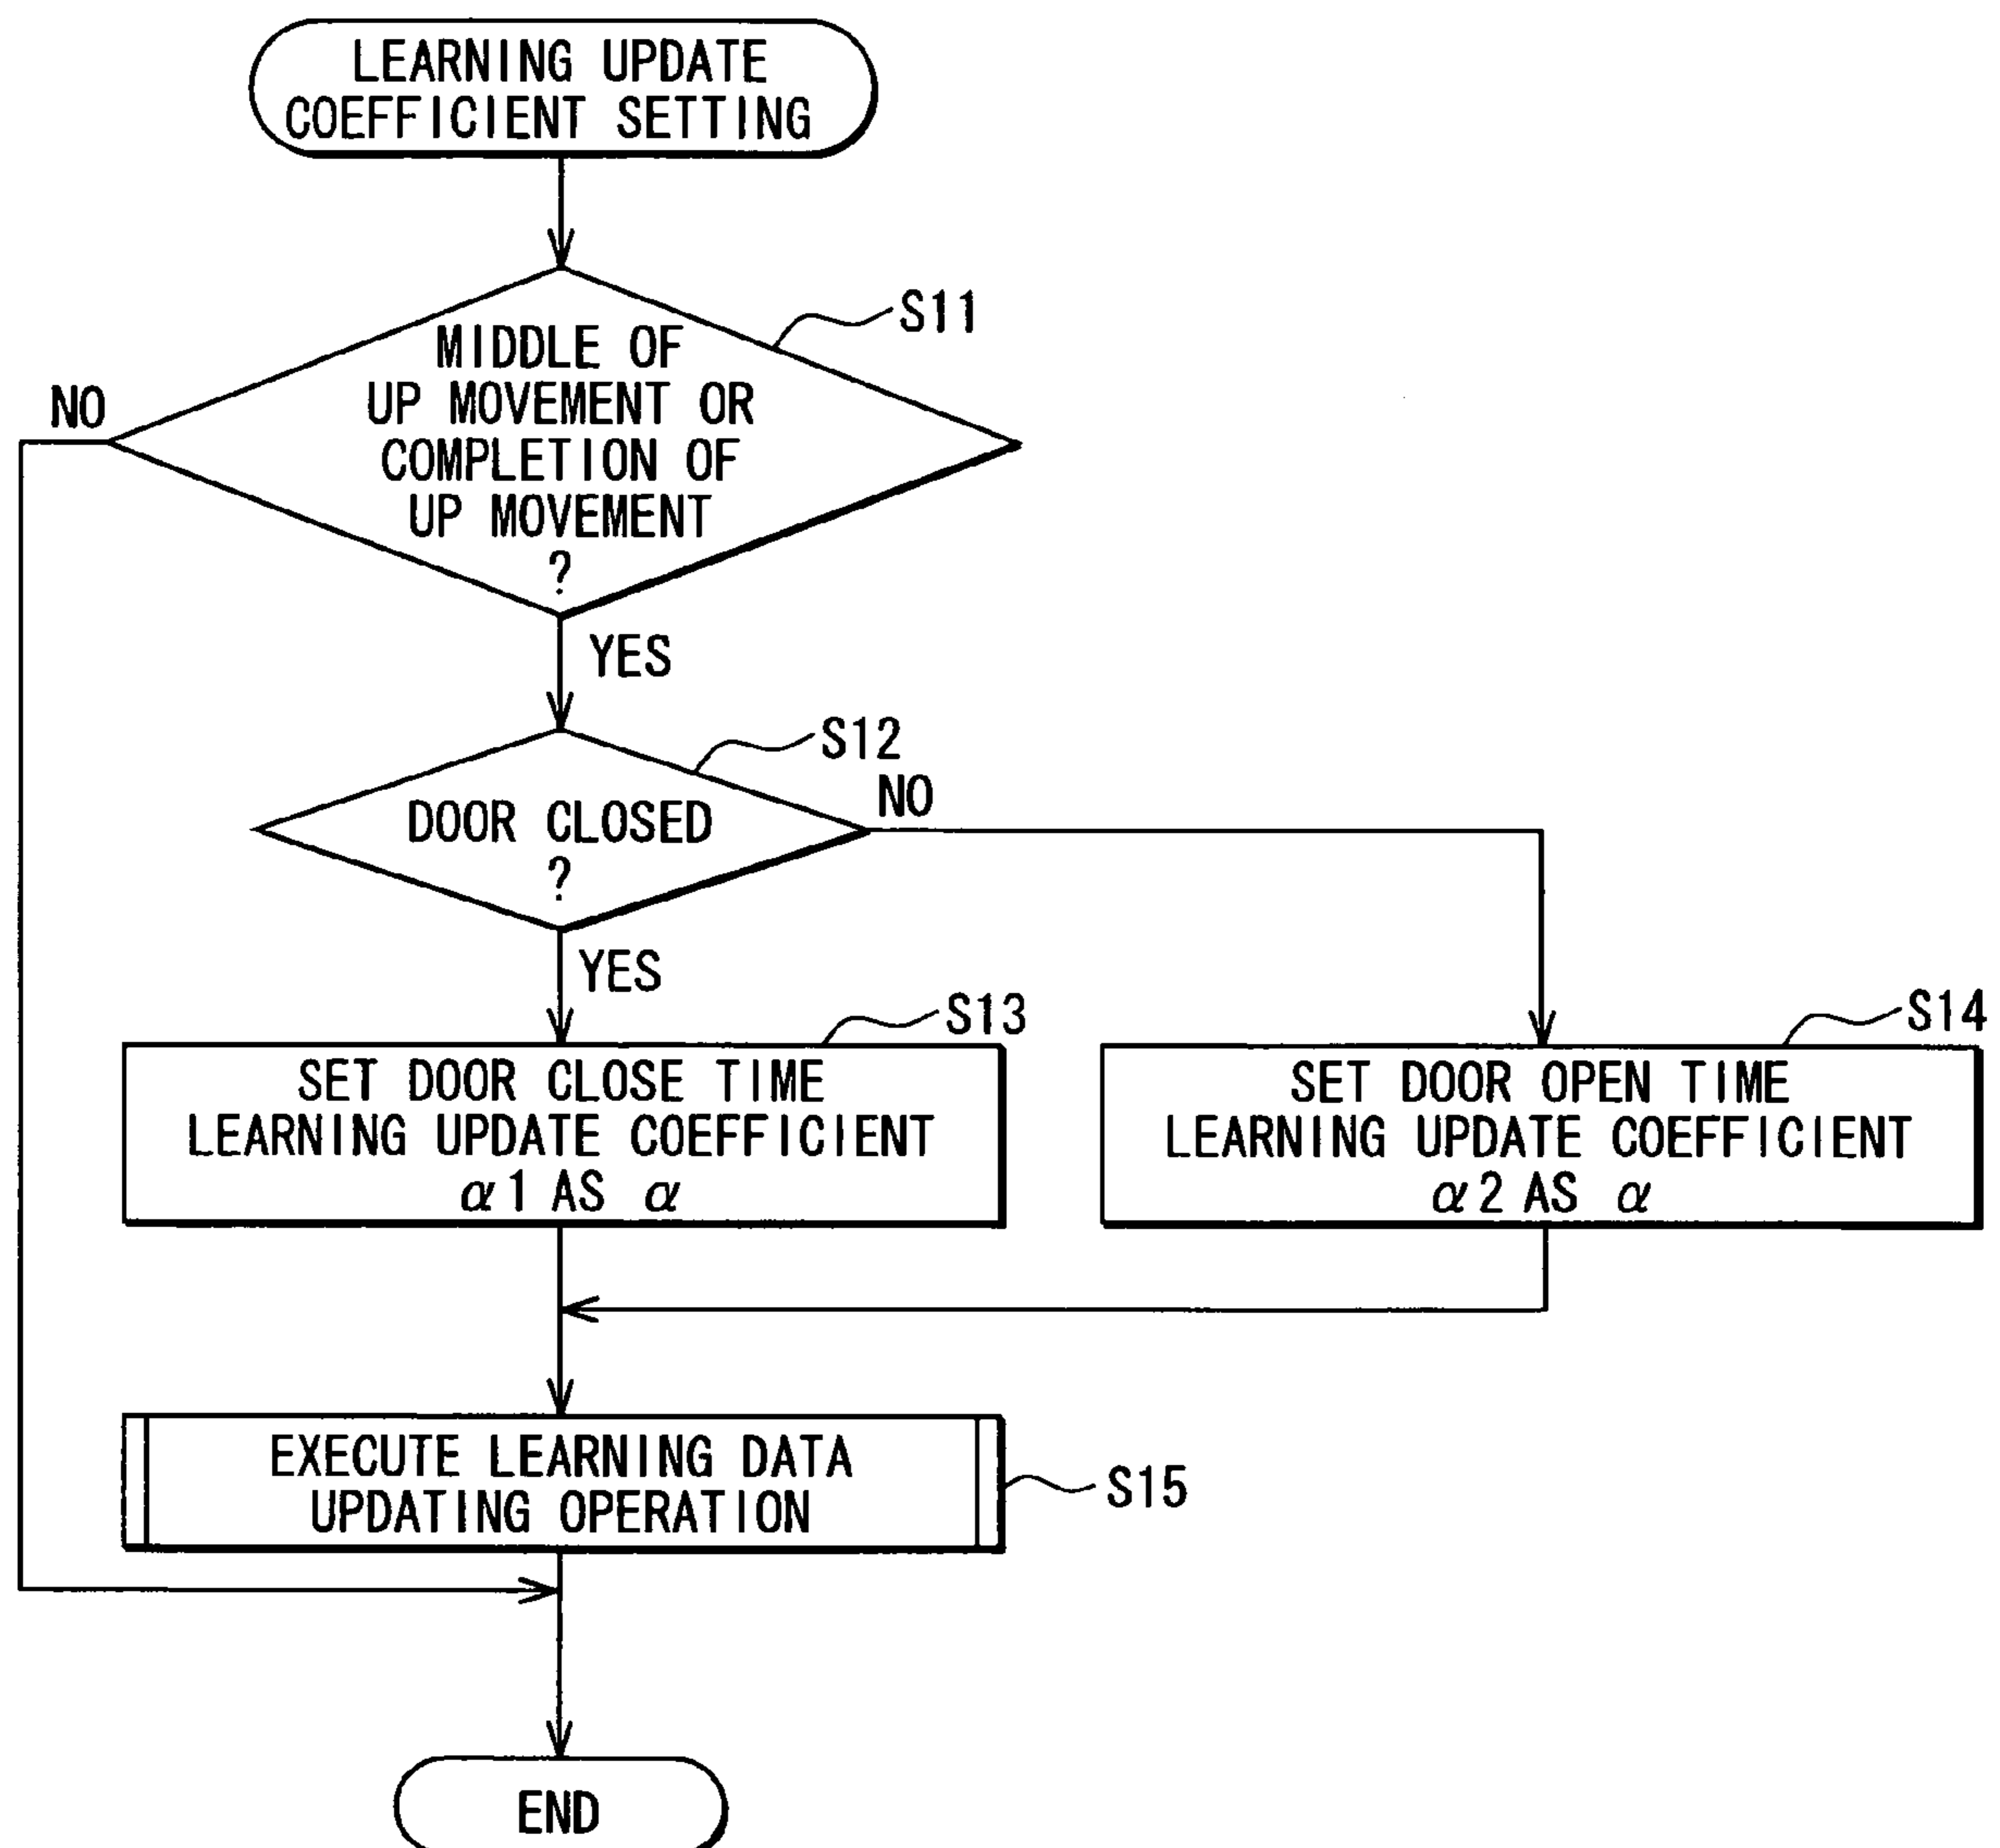 LEARNING UPDATE
COEFFICIENT SETTING
S11
MIDDLE OF
UP MOVEMENT OR
COMPLETION OF
UP MOVEMENT
?
NO
YES
S12
DOOR CLOSED
?
NO
YES
S13
SET DOOR CLOSE TIME
LEARNING UPDATE COEFFICIENT
α1 AS α
S14
SET DOOR OPEN TIME
LEARNING UPDATE COEFFICIENT
α2 AS α
EXECUTE LEARNING DATA
UPDATING OPERATION
S15
END